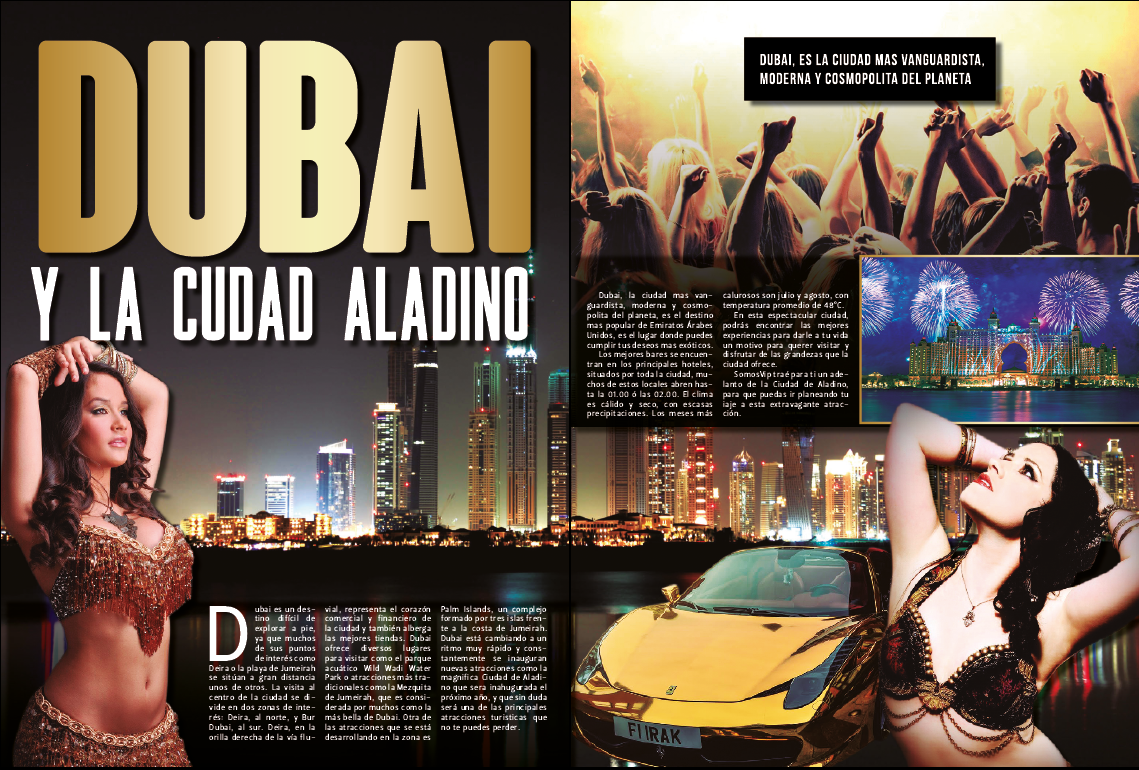 DUBAI
Y LA CUDAD ALADINO
Dubai es un des-
tino difícil de
explorar a pie,
ya que muchos
de sus puntos
de interés como
Deira o la playa de Jumeirah
se sitúan a gran distancia
unos de otros. La visita al
centro de la ciudad se di-
vide en dos zonas de inte-
rés: Deira, al norte, y Bur
Dubai, al sur. Deira, en la
orilla derecha de la vía flu-
vial, representa el corazón
comercial y financiero de
la ciudad y también alberga
las mejores tiendas. Dubai
ofrece diversos lugares
para visitar como el parque
acuático Wild Wadi Water
Park o atracciones más tra-
dicionales como la Mezquita
de Jumeirah, que es consi-
derada por muchos como la
más bella de Dubai. Otra de
las atracciones que se está
desarrollando en la zona es
Palm Islands, un complejo
formado por tres islas fren-
te a la costa de Jumeirah.
Dubai está cambiando a un
ritmo muy rápido y cons-
tantemente se inauguran
nuevas atracciones como la
magnifica Ciudad de Aladi-
no que sera inahugurada el
próximo año, y que sin duda
será una de las principales
atracciones turisticas que
no te puedes perder.
DUBAI, ES LA CIUDAD MAS VANGUARDISTA,
MODERNA Y COSMOPOLITA DEL PLANETA
Dubai, la ciudad mas van-
guardista, moderna y cosmo-
polita del planeta, es el destino
mas popular de Emiratos Árabes
Unidos, es el lugar donde puedes
cumplir tus deseos mas exóticos.
Los mejores bares se encuen-
tran en los principales hoteles,
situados por toda la ciudad, mu-
chos de estos locales abren has-
ta la 01.00 ó las 02.00. El clima
es cálido y seco, con escasas
precipitaciones. Los meses más
calurosos son julio y agosto, con
temperatura promedio de 48°C.
En esta espectacular ciudad,
podrás encontrar las mejores
experiencias para darle a tu vida
un motivo para querer visitar y
disfrutar de las grandezas que la
ciudad ofrece.
SomosVip traé para ti un ade-
lanto de la Ciudad de Aladino,
para que puedas ir planeando tu
iaje a esta extravagante atrac-
ción.
F1 IRAK